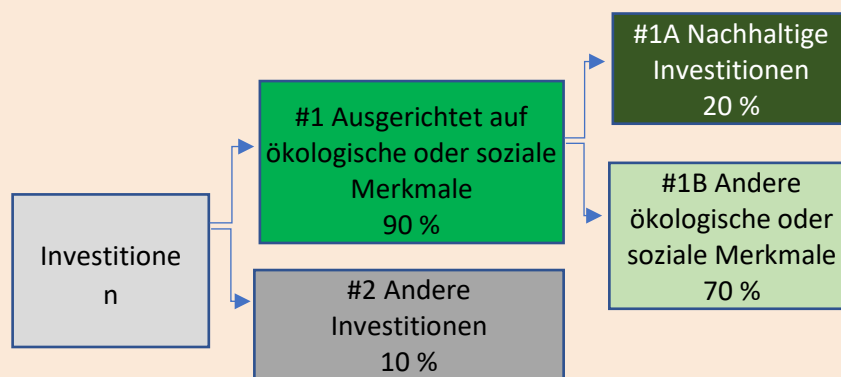 Investitione
n
#1 Ausgerichtet auf
ökologische oder soziale
Merkmale
90 %
#2 Andere
Investitionen
10 %
#1A Nachhaltige
Investitionen
20 %
#1B Andere
ökologische oder
soziale Merkmale
70 %